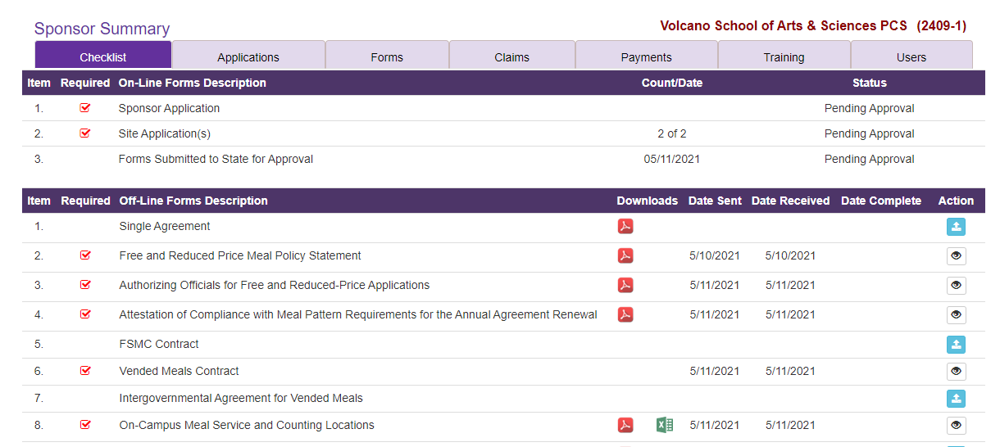 Sponsor Summary Volcano School of Arts & Sciences PCS (2409-1)
Checklist Applications Forms Claims Payments Training Users
Item Required On-Line Forms Description Count/Date Status
1. Sponsor Application Pending Approval
2. Site Application(s) 2 of 2 Pending Approval
3. Forms Submitted to State for Approval 05/11/2021 Pending Approval
Item Required Off-Line Forms Description Downloads Date Sent Date Received Date Complete Action
1. Single Agreement
2. Free and Reduced Price Meal Policy Statement 5/10/2021 5/10/2021
3. Authorizing Officials for Free and Reduced-Price Applications 5/11/2021 5/11/2021
4. Attestation of Compliance with Meal Pattern Requirements for the Annual Agreement Renewal 5/11/2021 5/11/2021
5. FSMC Contract
6. Vended Meals Contract 5/11/2021 5/11/2021
7. Intergovernmental Agreement for Vended Meals
8. On-Campus Meal Service and Counting Locations 5/11/2021 5/11/2021